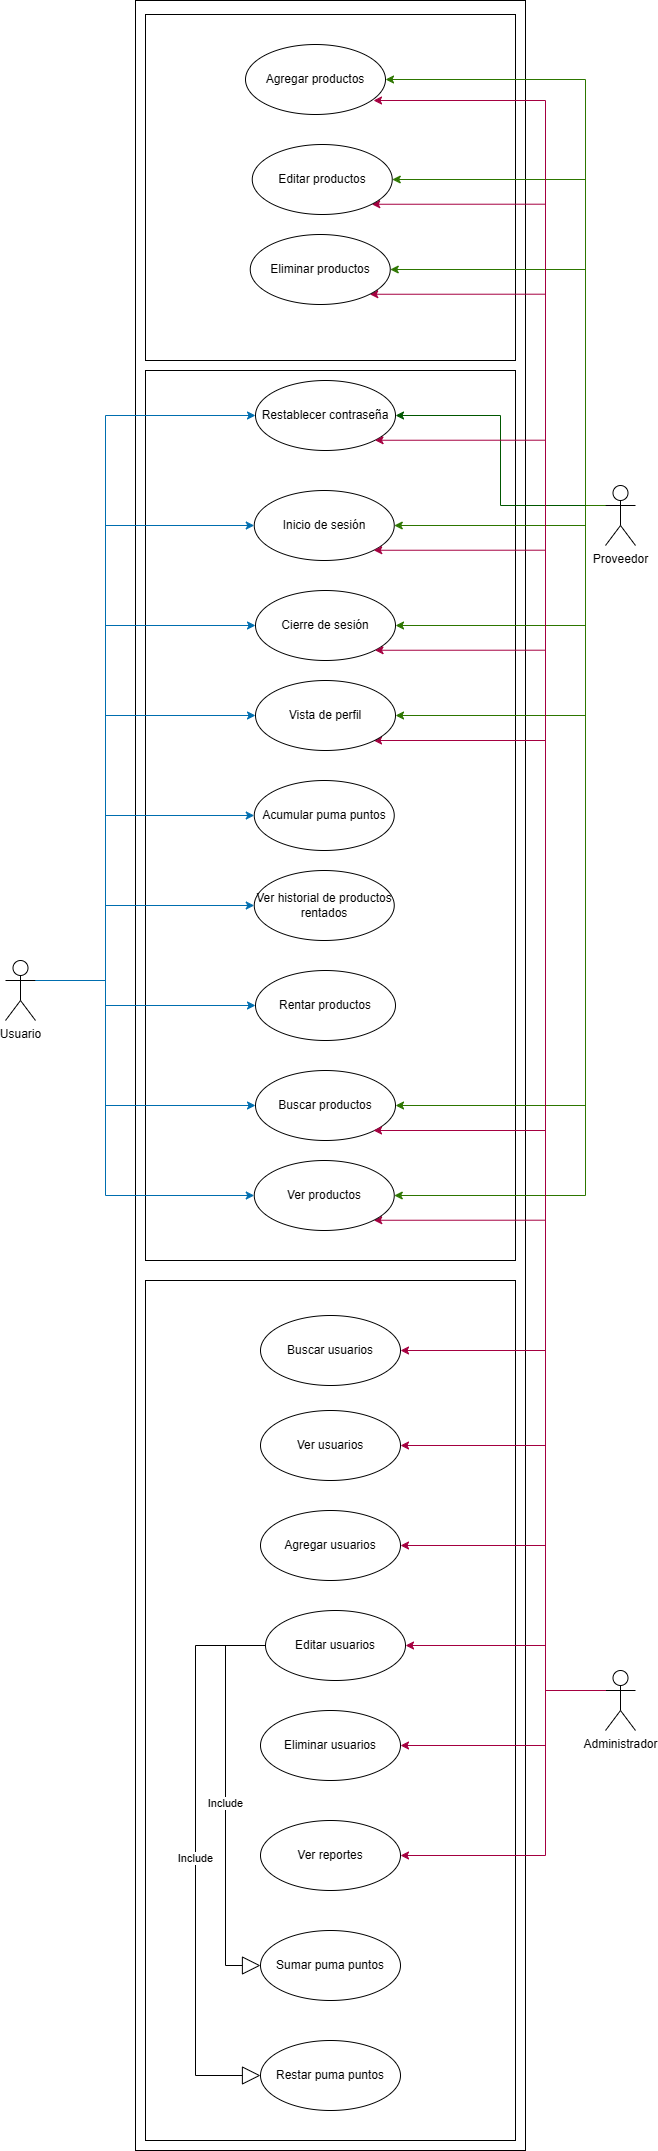 Agregar productos
Editar productos
Eliminar productos
Restablecer contraseña
Inicio de sesión
Proveedor
Cierre de sesión
Vista de perfil
Acumular puma puntos
Ver historial de productos
rentados
Rentar productos
Usuario
Buscar productos
Ver productos
Buscar usuarios
Ver usuarios
Agregar usuarios
Editar usuarios
Eliminar usuarios
Administrador
Include
Include
Ver reportes
Sumar puma puntos
Restar puma puntos